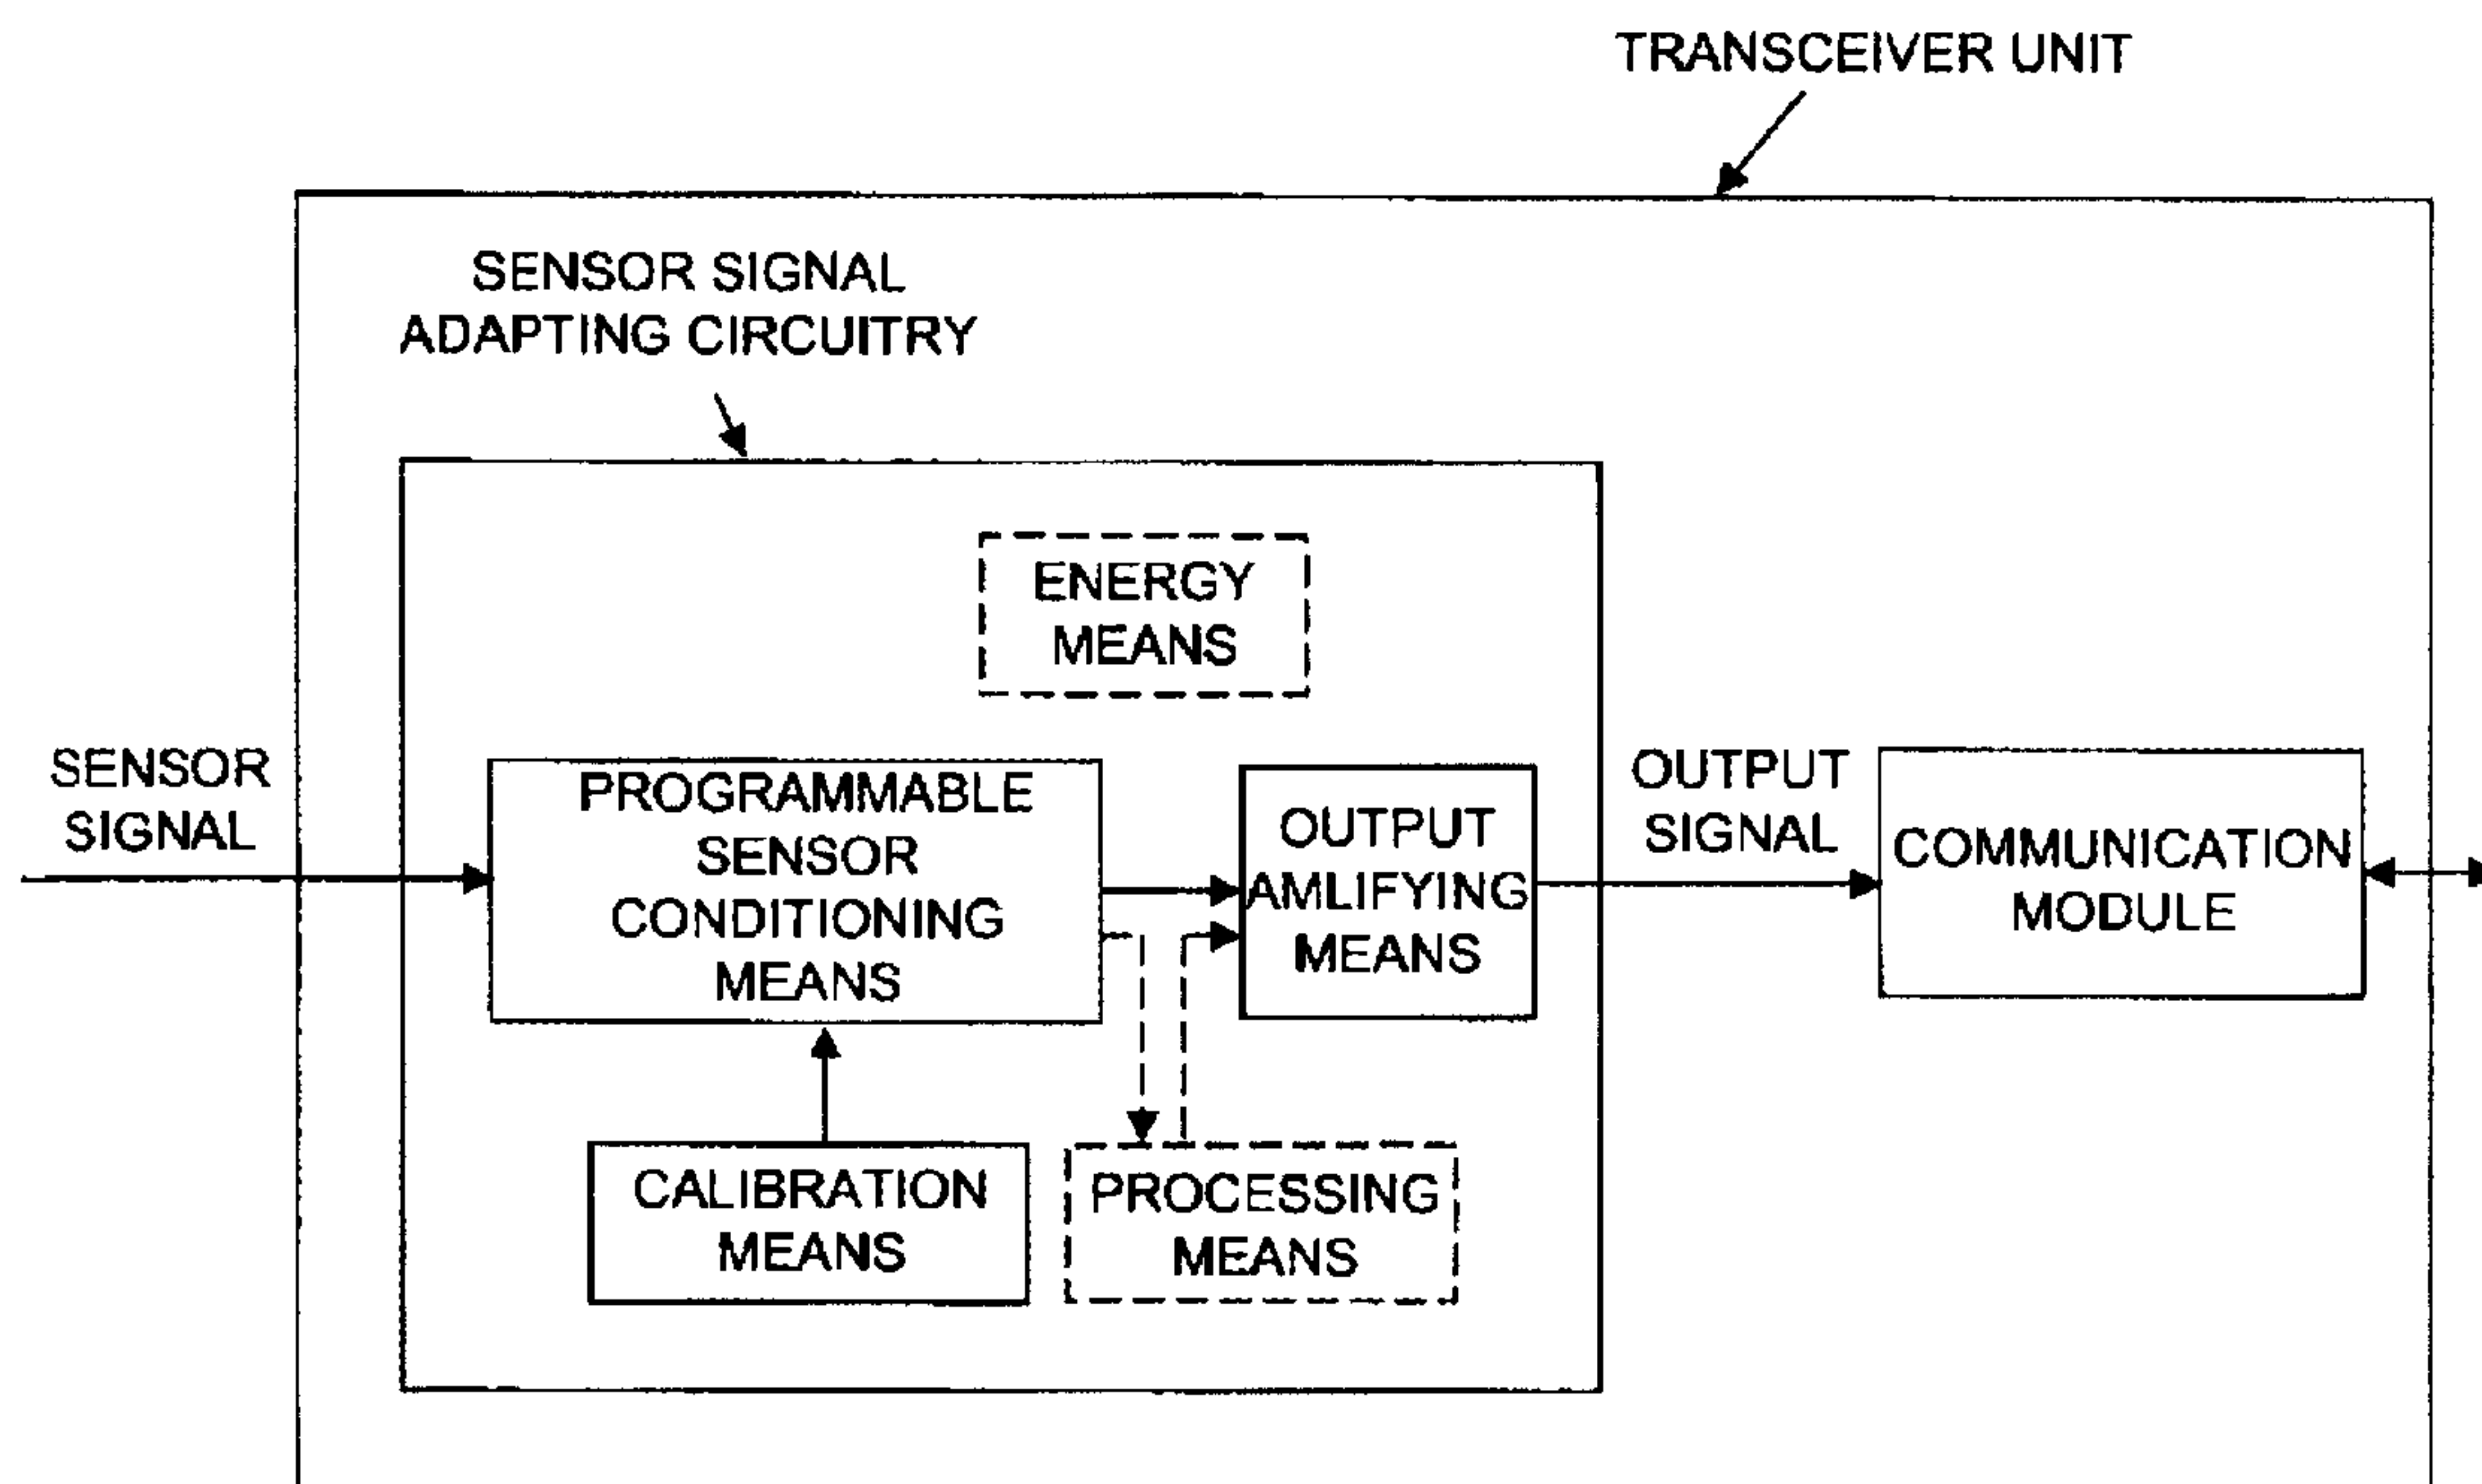 TRANSCEIVER UNIT
SENSOR SIGNAL
ADAPTING CIRCUITRY
ENERGY
MEANS
SENSOR
SIGNAL
PROGRAMMABLE
SENSOR
CONDITIONING
MEANS
OUTPUT
AMLIFYING
MEANS
OUTPUT
SIGNAL
COMMUNICATION
MODULE
CALIBRATION
MEANS
PROCESSING
MEANS